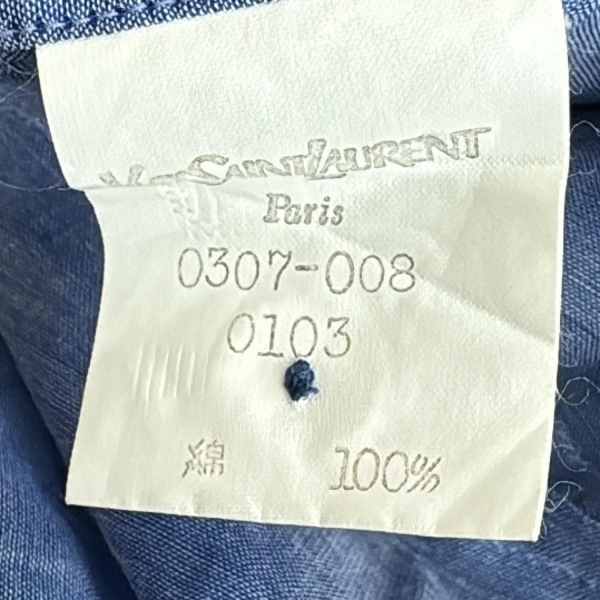 Yves Saint Laurent
Paris
0307-008
0103
綿 100%